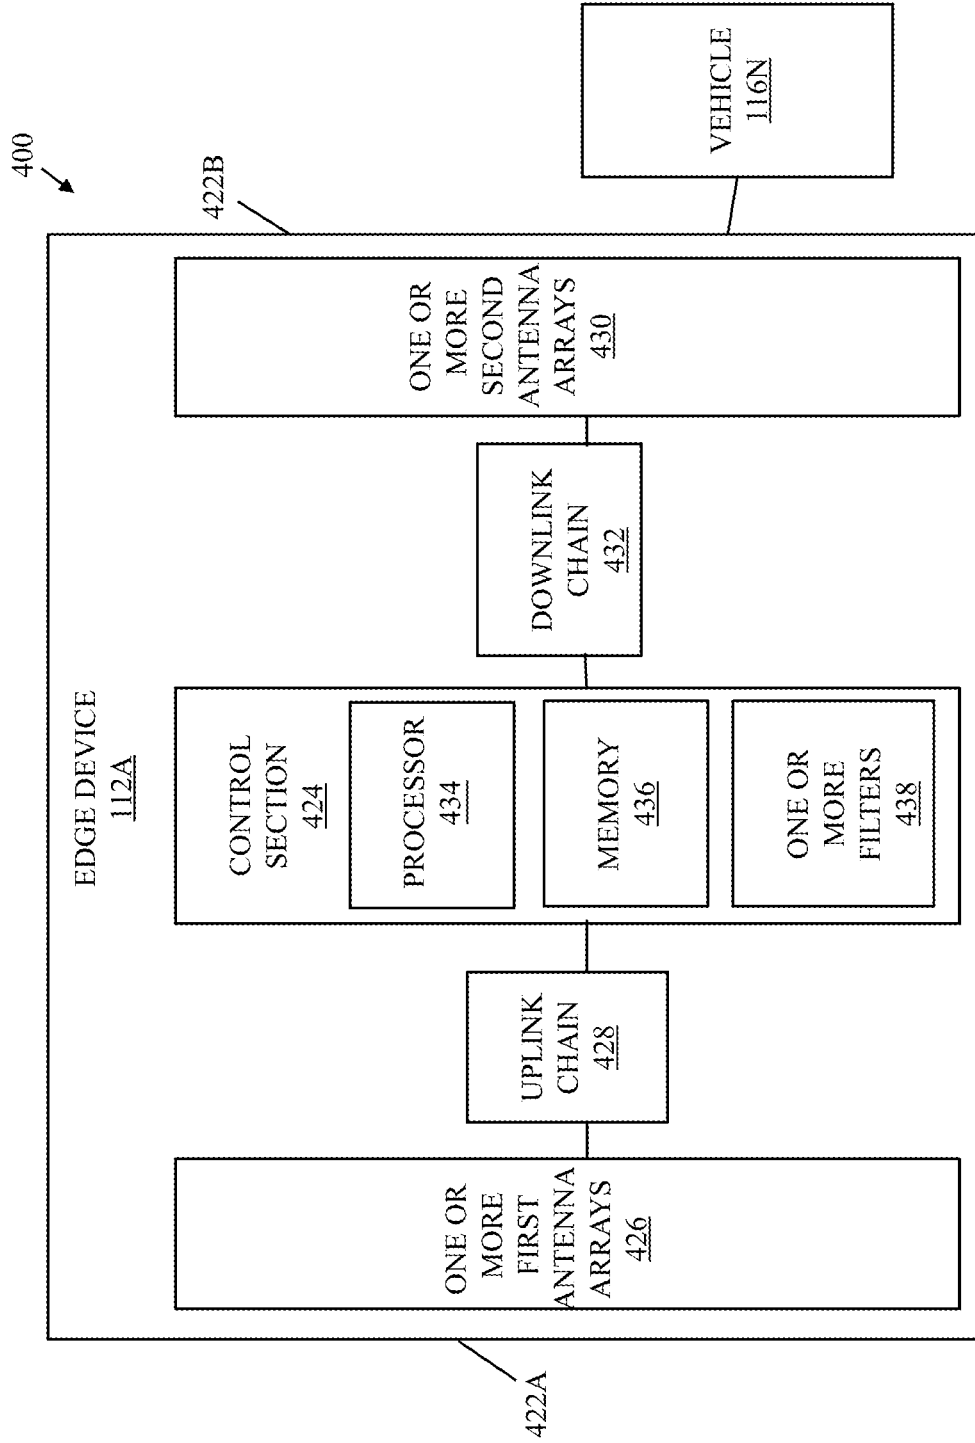 400
EDGE DEVICE
112A
422A
422B
ONE OR
MORE
FIRST
ANTENNA
ARRAYS
426
UPLINK
CHAIN
428
CONTROL
SECTION
424
PROCESSOR
434
MEMORY
436
ONE OR
MORE
FILTERS
438
DOWNLINK
CHAIN
432
ONE OR
MORE
SECOND
ANTENNA
ARRAYS
430
VEHICLE
116N